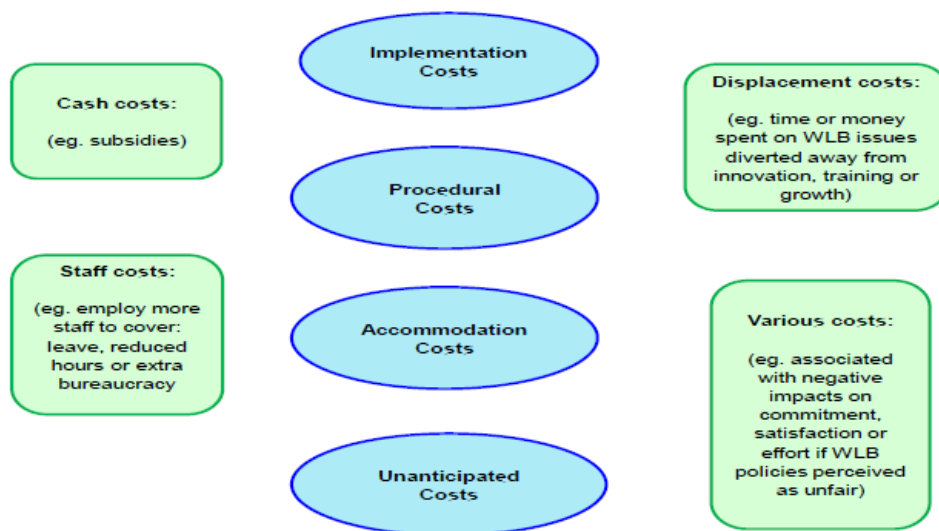 Implementation
Costs
Cash costs:
(eg. subsidies)
Displacement costs:
(eg. time or money
spent on WLB issues
diverted away from
innovation, training or
growth)
Procedural
Costs
Staff costs:
(eg. employ more
staff to cover:
leave, reduced
hours or extra
bureaucracy
Accommodation
Costs
Various costs:
(eg. associated
with negative
impacts on
commitment,
satisfaction or
effort if WLB
policies perceived
as unfair)
Unanticipated
Costs